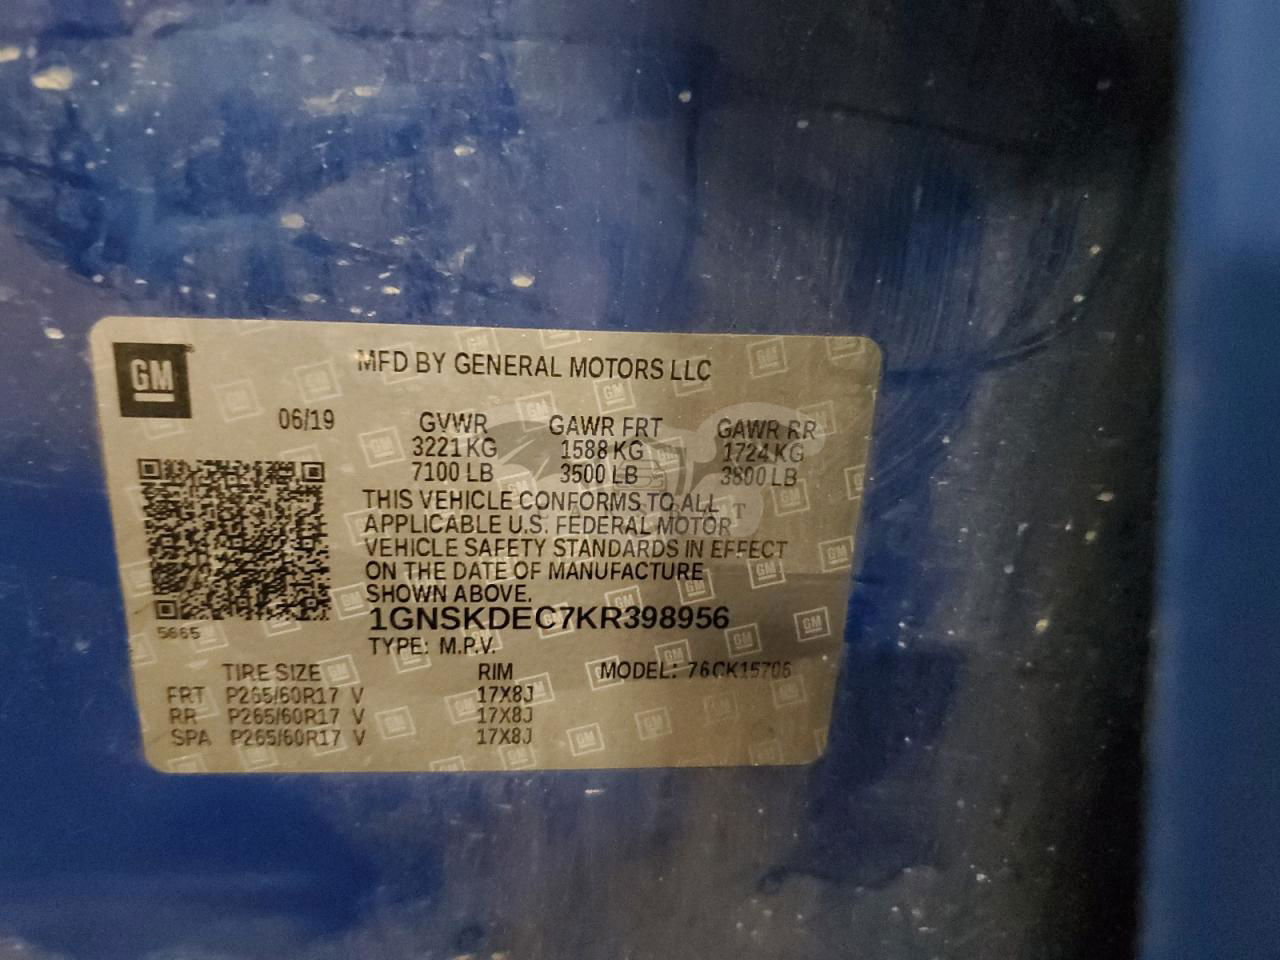 GM
MFD BY GENERAL MOTORS LLC
06/19 GVWR GAWR FRT GAWR RR
3221 KG 1588 KG 1724 KG
7100 LB 3500 LB 3800 LB
THIS VEHICLE CONFORMS TO ALL
APPLICABLE U.S. FEDERAL MOTOR
VEHICLE SAFETY STANDARDS IN EFFECT
ON THE DATE OF MANUFACTURE
SHOWN ABOVE.
1GNSKDEC7KR398956
5665
TYPE: M.P.V.
TIRE SIZE RIM MODEL: 76CK15706
FRT P265/60R17 V 17X8J
RR P265/60R17 V 17X8J
SPA P265/60R17 V 17X8J